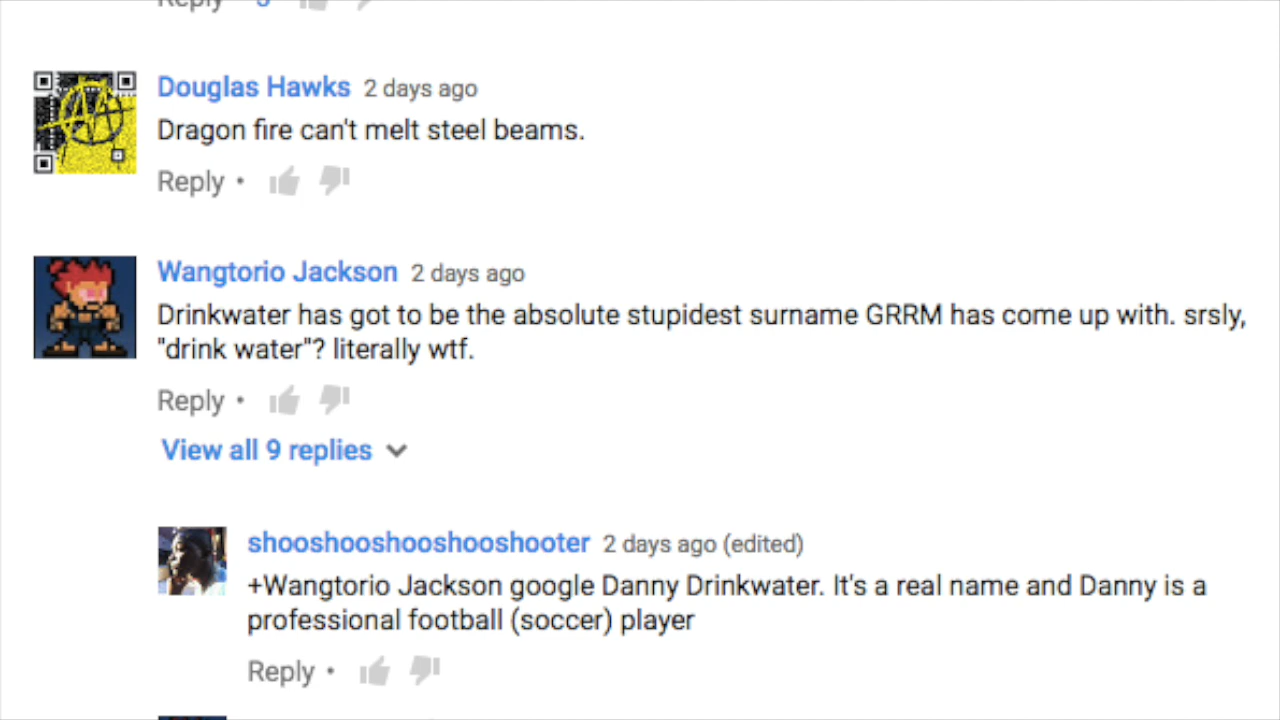 Reply
Douglas Hawks 2 days ago
Dragon fire can't melt steel beams.
Reply •
Wangtorio Jackson 2 days ago
Drinkwater has got to be the absolute stupidest surname GRRM has come up with. srsly,
"drink water"? literally wtf.
Reply •
View all 9 replies
shooshooshooshooshooter 2 days ago (edited)
+Wangtorio Jackson google Danny Drinkwater. It's a real name and Danny is a
professional football (soccer) player
Reply •